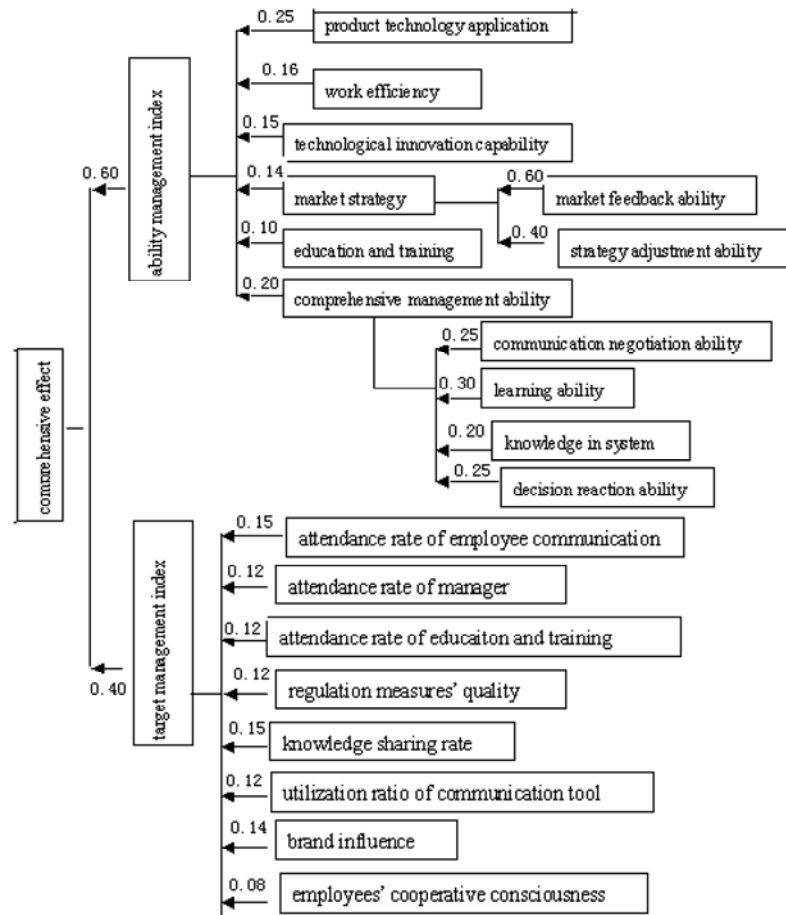 0.25
product technology application
0.16
work efficiency
0.15
technological innovation capability
0.60
ability management index
0.14
market strategy
0.60
market feedback ability
0.10
education and training
0.40
strategy adjustment ability
0.20
comprehensive management ability
0.25
communication negotiation ability
0.30
learning ability
0.20
knowledge in system
0.25
decision reaction ability
comprehensive effect
0.15
attendance rate of employee communication
0.12
attendance rate of manager
0.12
attendance rate of educaiton and training
0.40
target management index
0.12
regulation measures' quality
0.15
knowledge sharing rate
0.12
utilization ratio of communication tool
0.14
brand influence
0.08
employees' cooperative consciousness